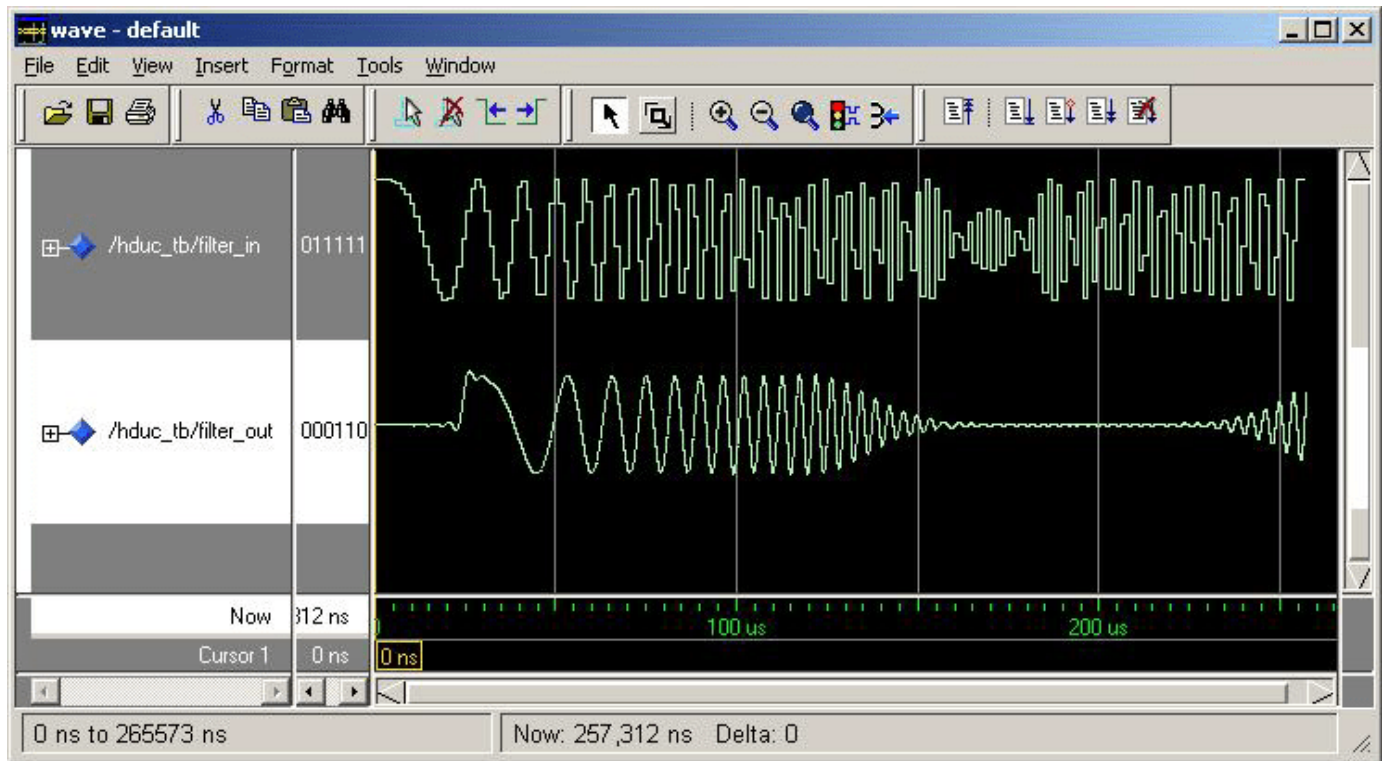 wave - default
File Edit View Insert Format Tools Window
/hduc_tb/filter_in 011111
/hduc_tb/filter_out 000110
Now 312 ns
100 us 200 us
Cursor 1 0 ns 0 ns
0 ns to 265573 ns Now: 257,312 ns Delta: 0